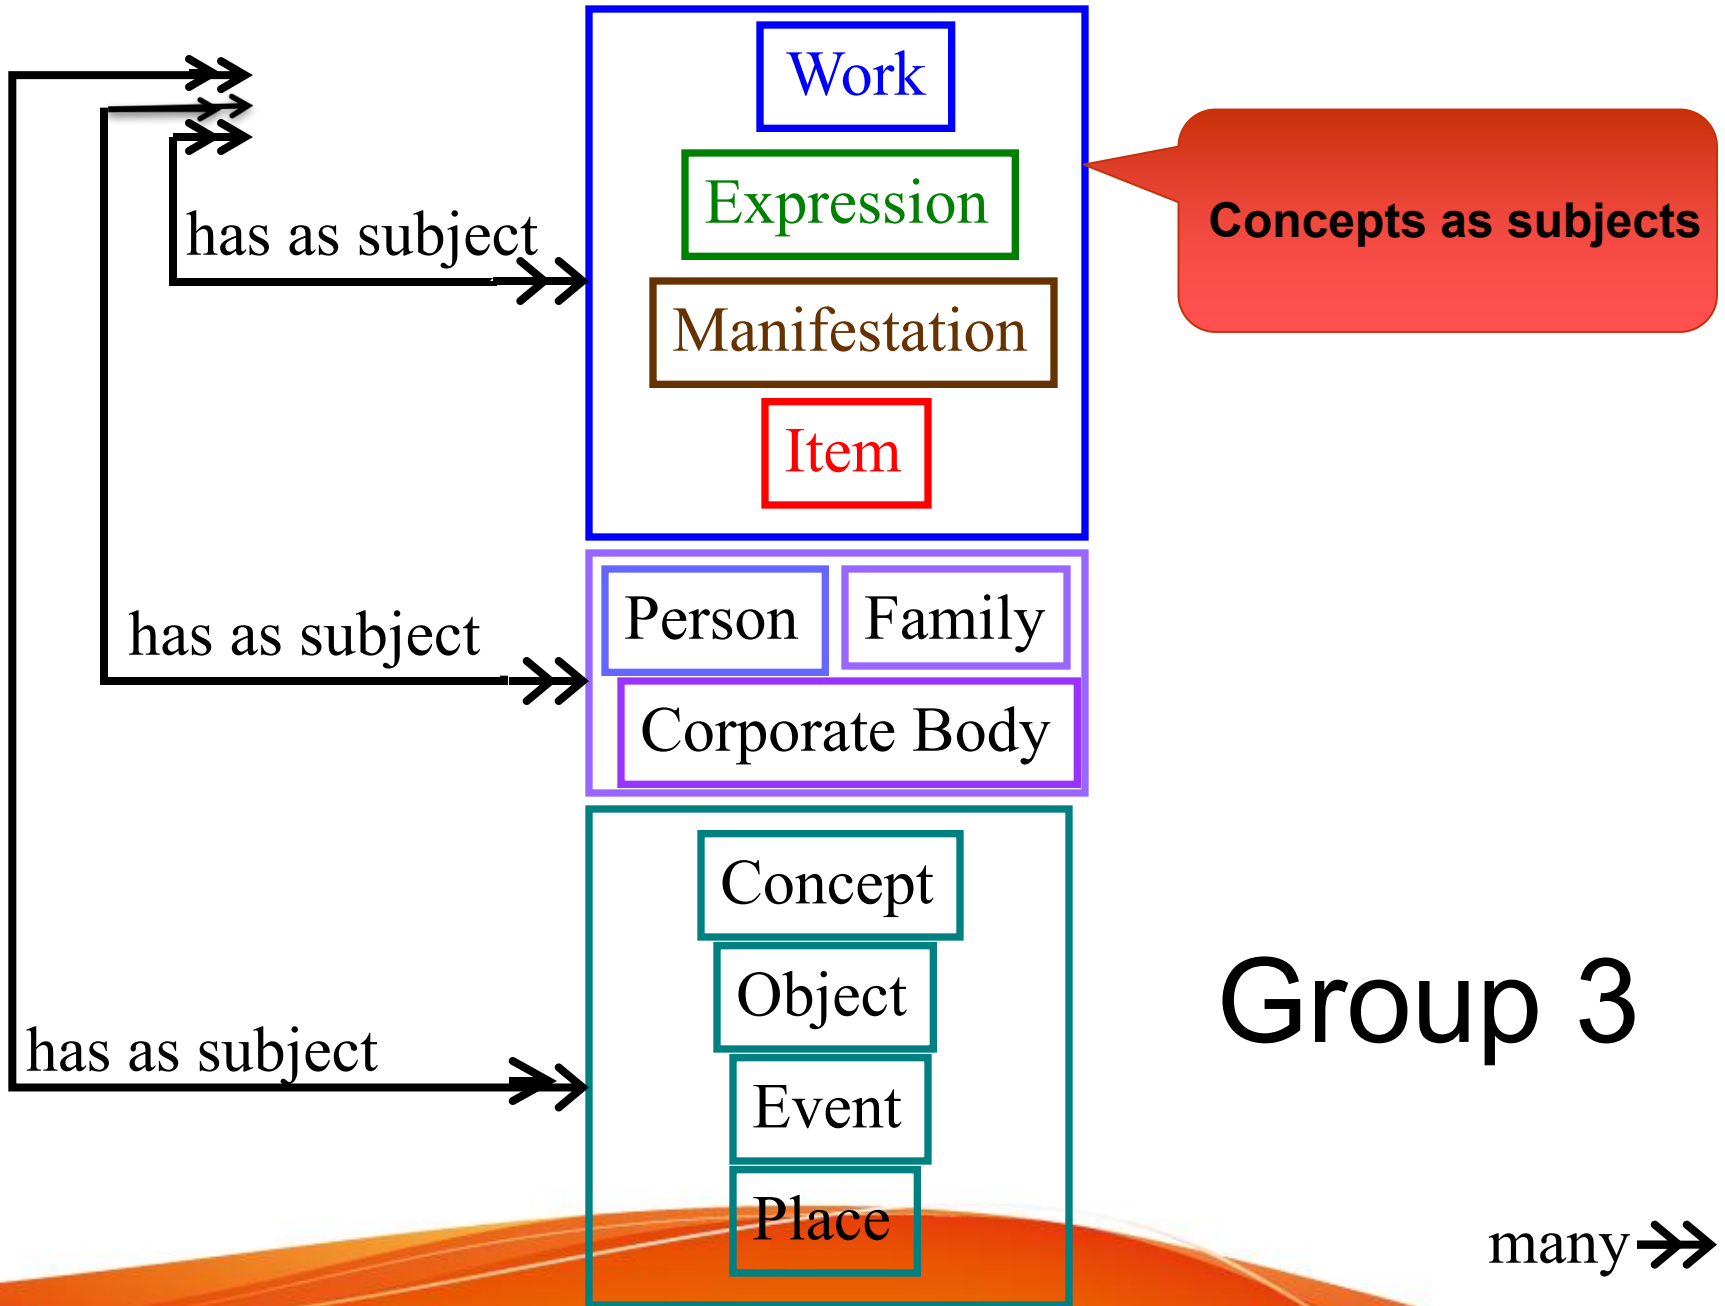 Work
Expression
Concepts as subjects
has as subject
Manifestation
Item
Person
Family
has as subject
Corporate Body
Concept
Object
Group 3
has as subject
Event
Place
many